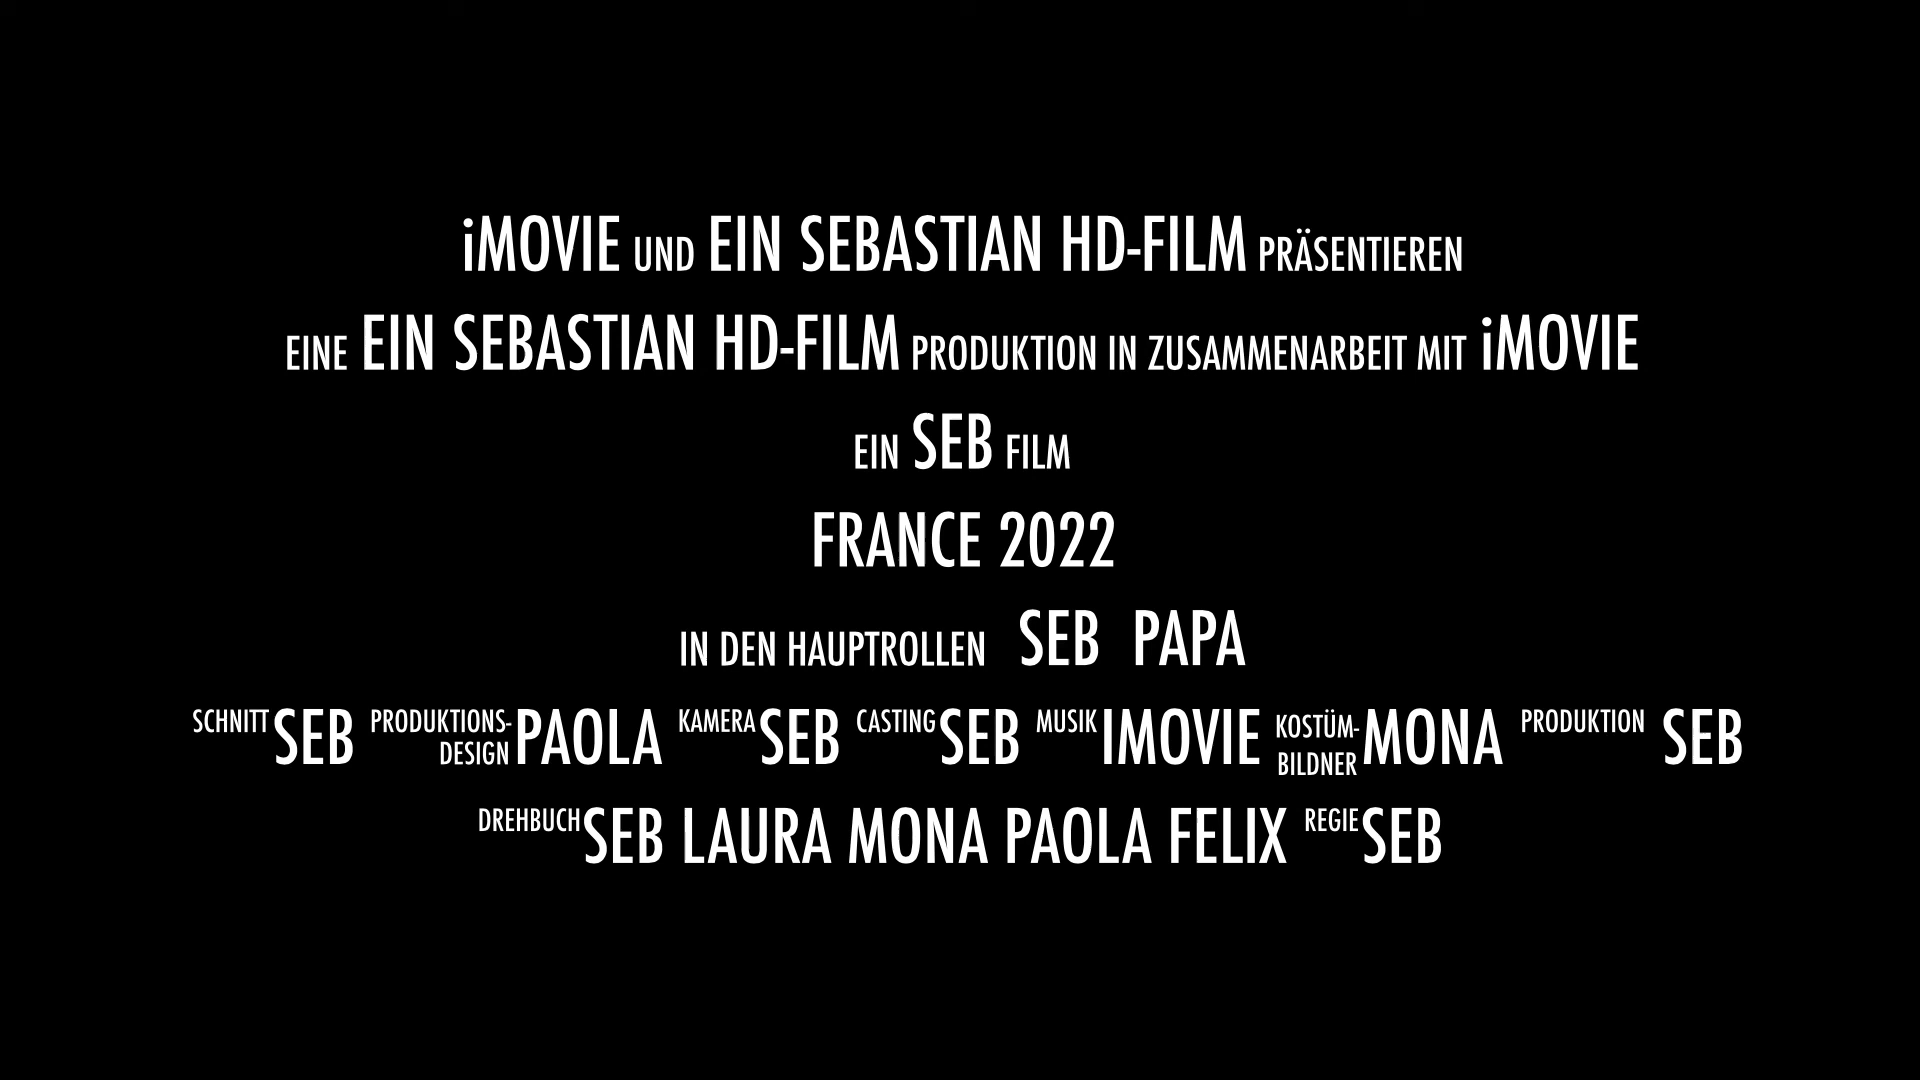 iMOVIE UND EIN SEBASTIAN HD-FILM PRÄSENTIEREN
EINE EIN SEBASTIAN HD-FILM PRODUKTION IN ZUSAMMENARBEIT MIT iMOVIE
EIN SEB FILM
FRANCE 2022
IN DEN HAUPTROLLEN SEB PAPA
SCHNITT SEB PRODUKTIONS-DESIGN PAOLA KAMERA SEB CASTING SEB MUSIK IMOVIE KOSTÜM-BILDNER MONA PRODUKTION SEB
DREHBUCH SEB LAURA MONA PAOLA FELIX REGIE SEB